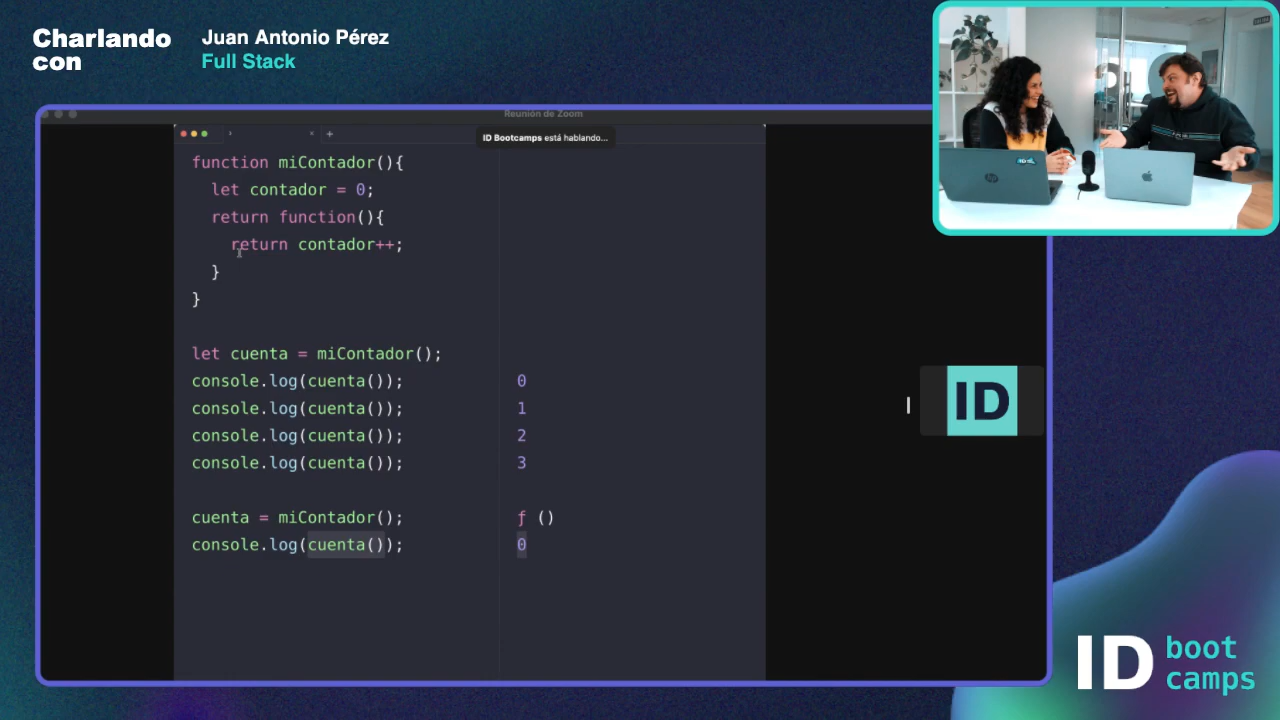 Charlando
con
Juan Antonio Pérez
Full Stack
Reunión de Zoom
ID Bootcamps está hablando...
function miContador(){
let contador = 0;
return function(){
return contador++;
}
}
let cuenta = miContador();
console.log(cuenta()); 0
console.log(cuenta()); 1
console.log(cuenta()); 2
console.log(cuenta()); 3
cuenta = miContador(); ƒ ()
console.log(cuenta()); 0
ID
ID boot
camps